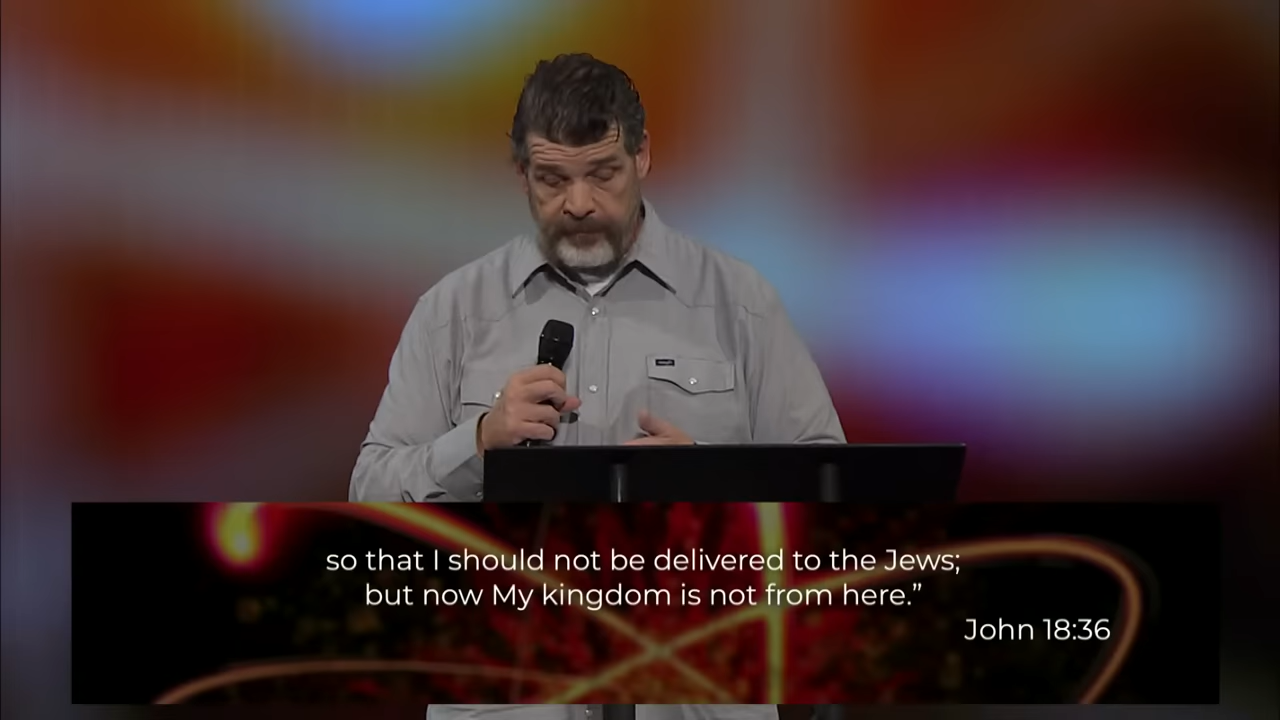 so that I should not be delivered to the Jews;
but now My kingdom is not from here.”
John 18:36